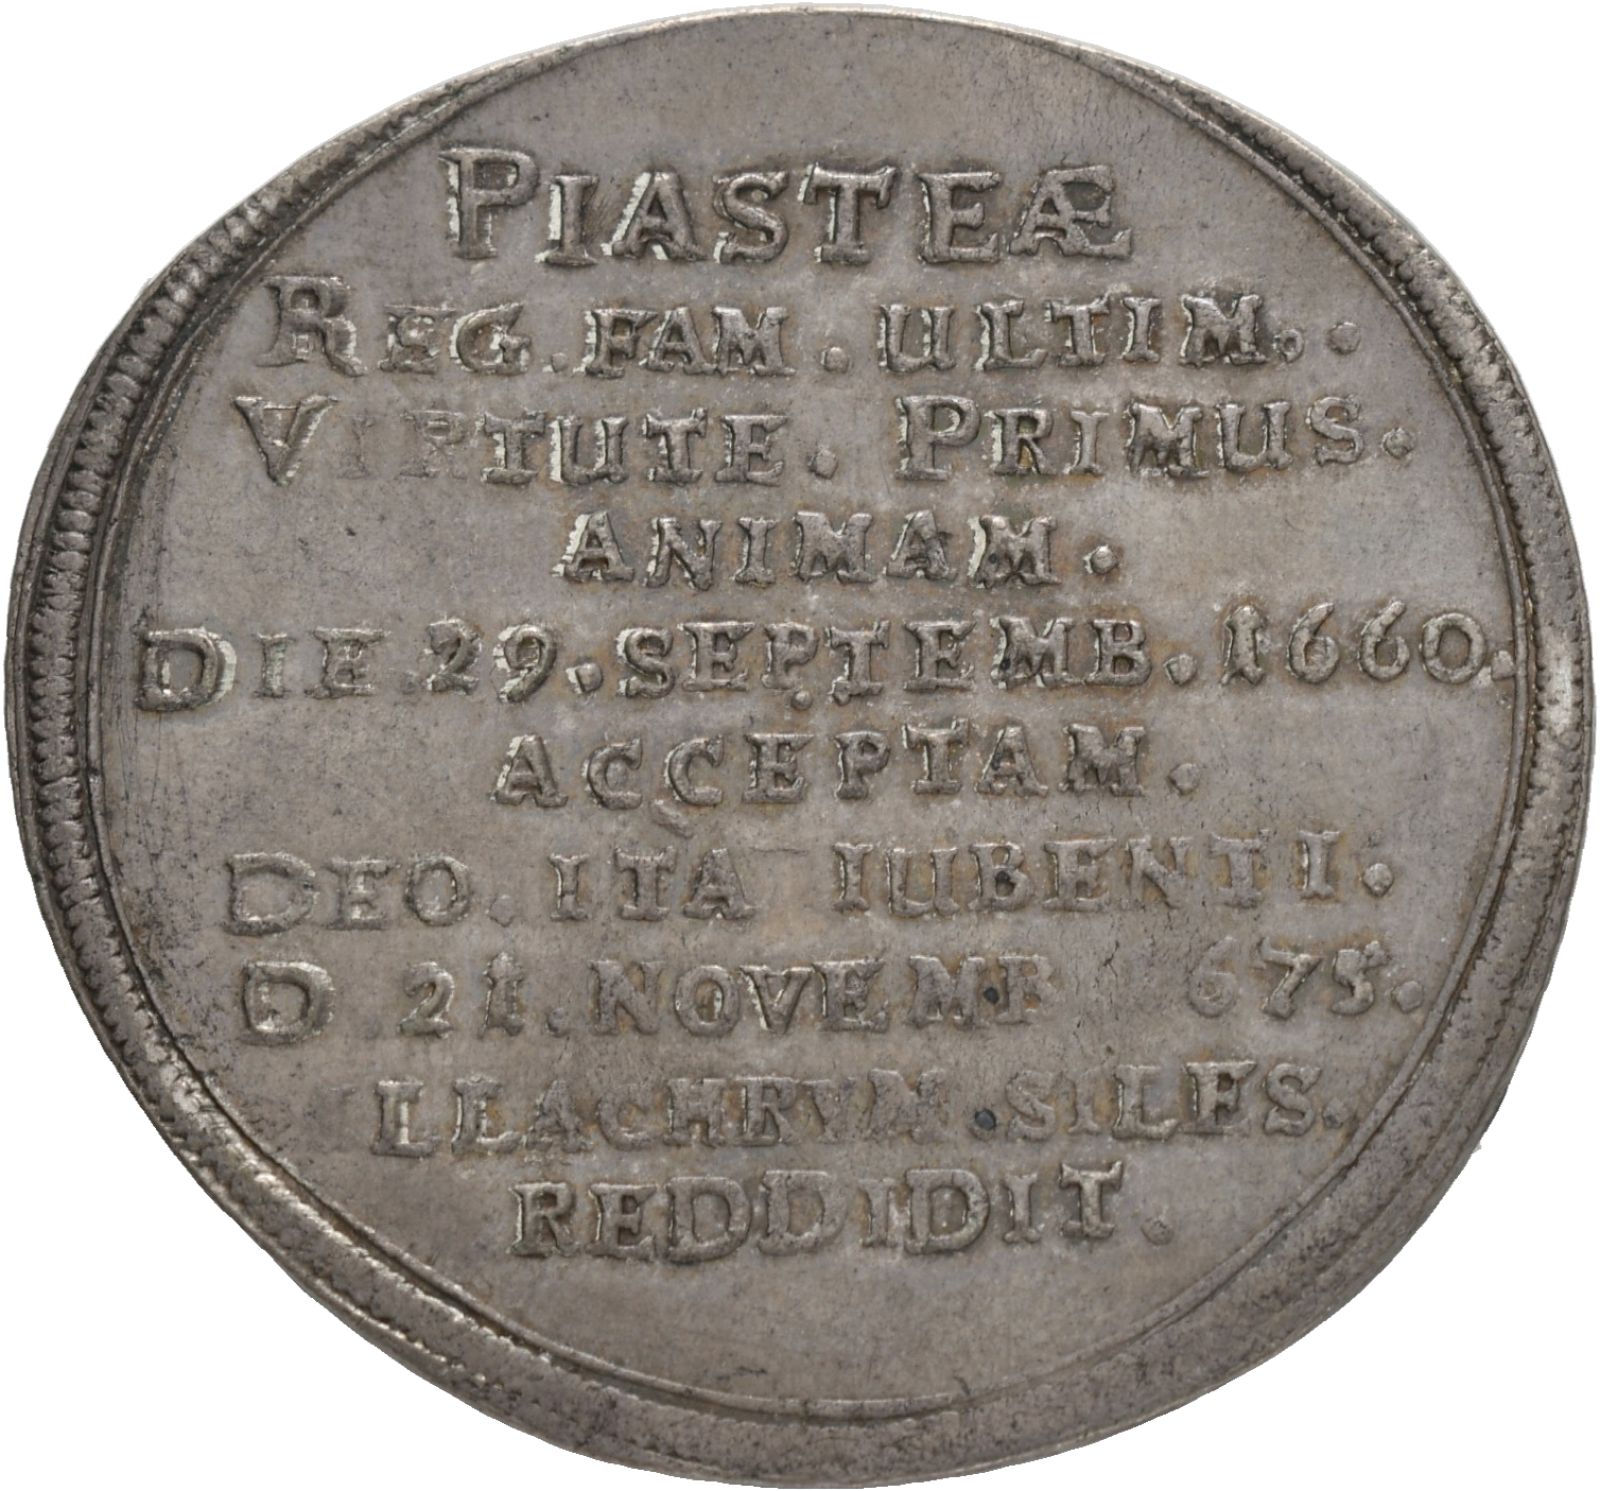 PIASTEÆ
REG. FAM. ULTIM..
VIRTUTE. PRIMUS.
ANIMAM.
DIE 29. SEPTEMB. 1660.
ACCEPTAM.
DEO. ITA IUBENTI.
D 21. NOVEMB 675.
ILLACHRYM. SILES.
REDDIDIT.